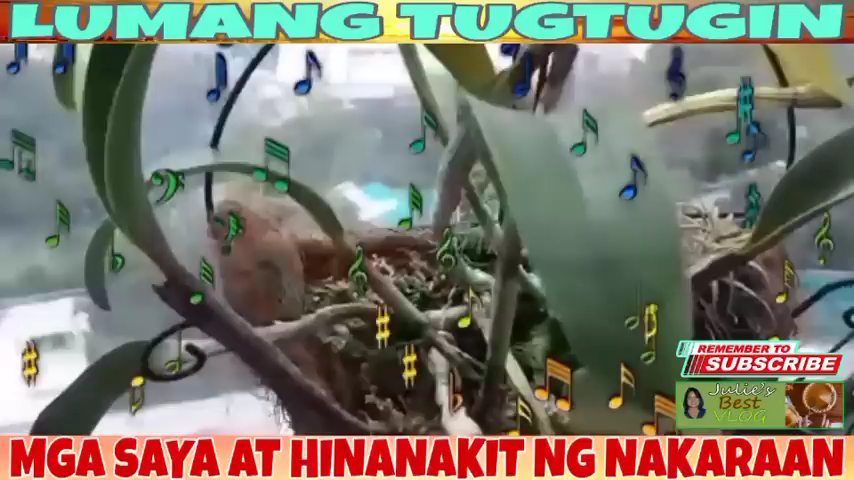 LUMANG TUGTUGIN
REMEMBER TO
SUBSCRIBE
Julie's
Best
VLOG
MGA SAYA AT HINANAKIT NG NAKARAAN